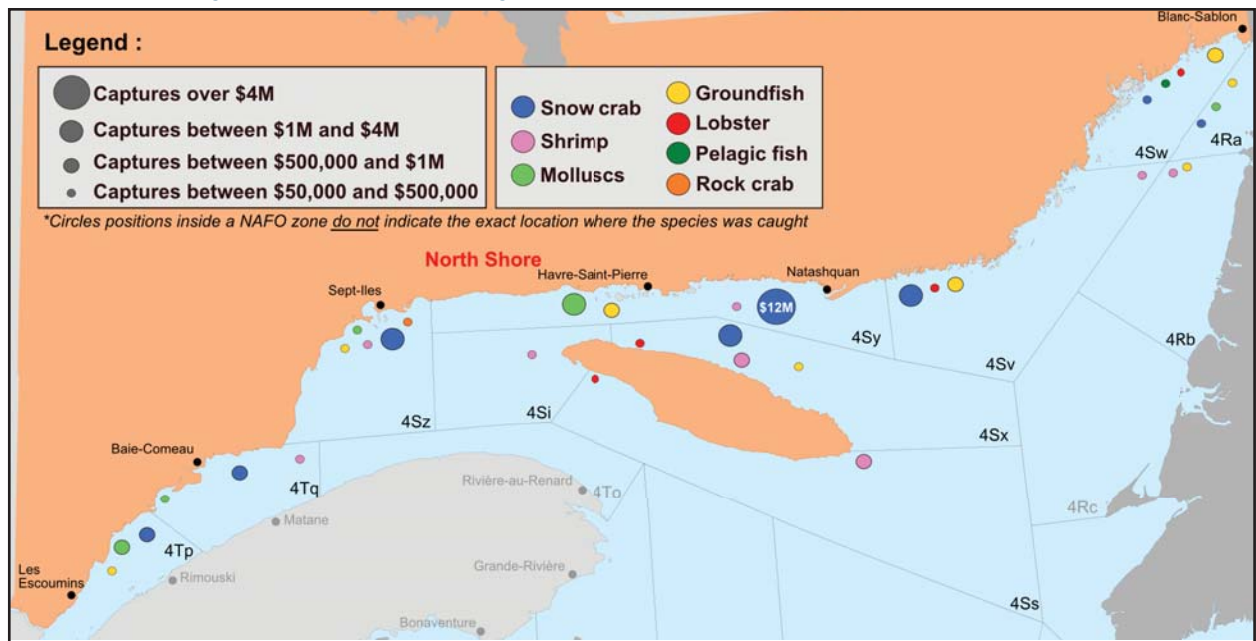 Legend :
Captures over $4M
Captures between $1M and $4M
Captures between $500,000 and $1M
Captures between $50,000 and $500,000
Snow crab
Shrimp
Molluscs
Groundfish
Lobster
Pelagic fish
Rock crab
*Circles positions inside a NAFO zone do not indicate the exact location where the species was caught
Blanc-Sablon
4Ra
4Sw
North Shore
Havre-Saint-Pierre
Natashquan
Sept-Iles
$12M
4Sy
4Sv
4Rb
4Sz
4Si
4Sx
Baie-Comeau
4Tq
Rivière-au-Renard
4To
4Rc
Matane
4Tp
Les
Escoumins
Rimouski
Grande-Rivière
4Ss
Bonaventure